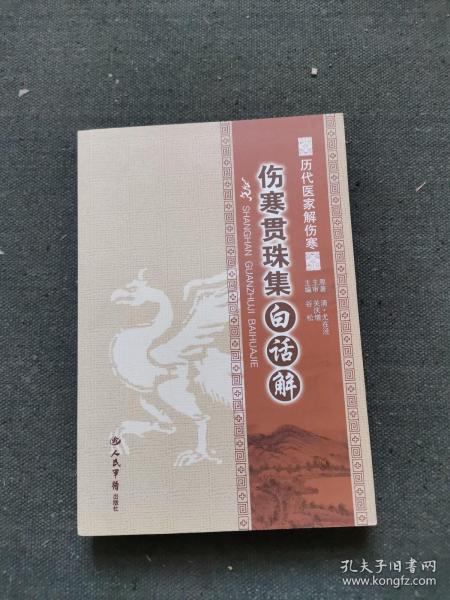 历代医家解伤寒
伤寒贯珠集白话解
SHANGHAN GUANZHUJI BAIHUAJIE
原著 清·尤在泾
主审 关庆增
主编 谷松
人民军医出版社
孔夫子旧书网
www.kongfz.com